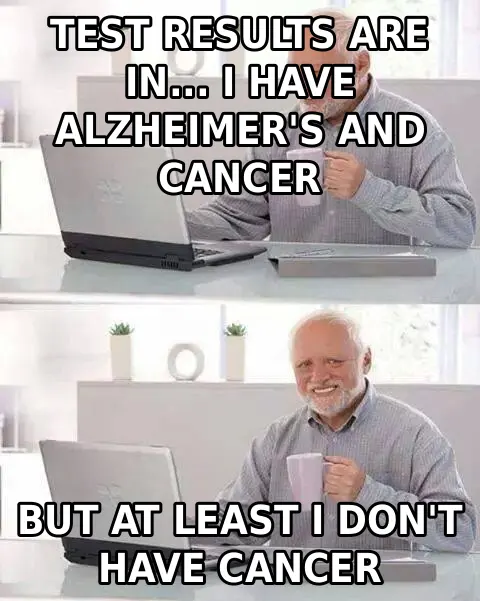 TEST RESULTS ARE
IN... I HAVE
ALZHEIMER'S AND
CANCER
BUT AT LEAST I DON'T
HAVE CANCER